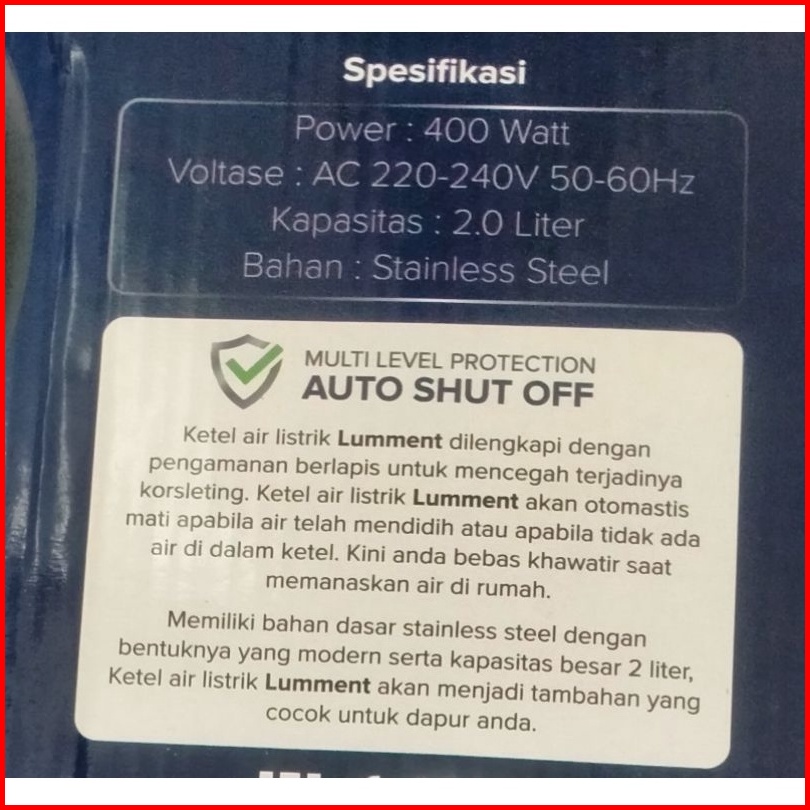 Spesifikasi
Power : 400 Watt
Voltase : AC 220-240V 50-60Hz
Kapasitas : 2.0 Liter
Bahan : Stainless Steel
MULTI LEVEL PROTECTION
AUTO SHUT OFF
Ketel air listrik Lumment dilengkapi dengan
pengamanan berlapis untuk mencegah terjadinya
korsleting. Ketel air listrik Lumment akan otomastis
mati apabila air telah mendidih atau apabila tidak ada
air di dalam ketel. Kini anda bebas khawatir saat
memanaskan air di rumah.
Memiliki bahan dasar stainless steel dengan
bentuknya yang modern serta kapasitas besar 2 liter,
Ketel air listrik Lumment akan menjadi tambahan yang
cocok untuk dapur anda.